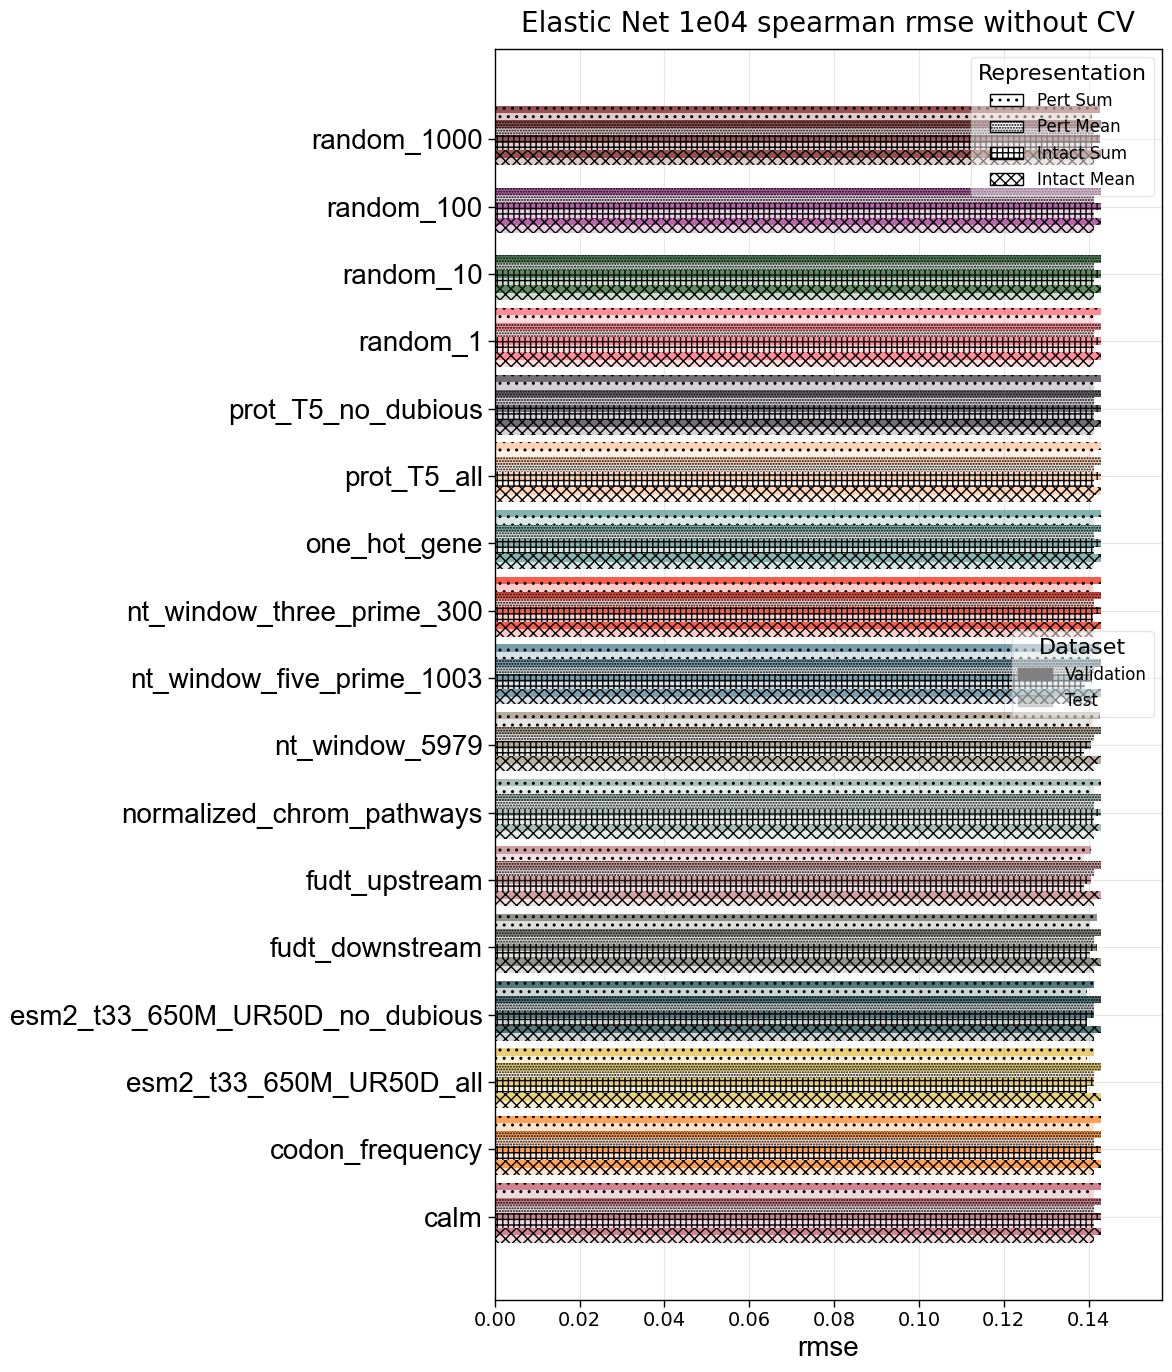 Elastic Net 1e04 spearman rmse without CV
Representation
Pert Sum
Pert Mean
Intact Sum
Intact Mean
random_1000
random_100
random_10
random_1
prot_T5_no_dubious
prot_T5_all
one_hot_gene
nt_window_three_prime_300
Dataset
Validation
Test
nt_window_five_prime_1003
nt_window_5979
normalized_chrom_pathways
fudt_upstream
fudt_downstream
esm2_t33_650M_UR50D_no_dubious
esm2_t33_650M_UR50D_all
codon_frequency
calm
0.00 0.02 0.04 0.06 0.08 0.10 0.12 0.14
rmse